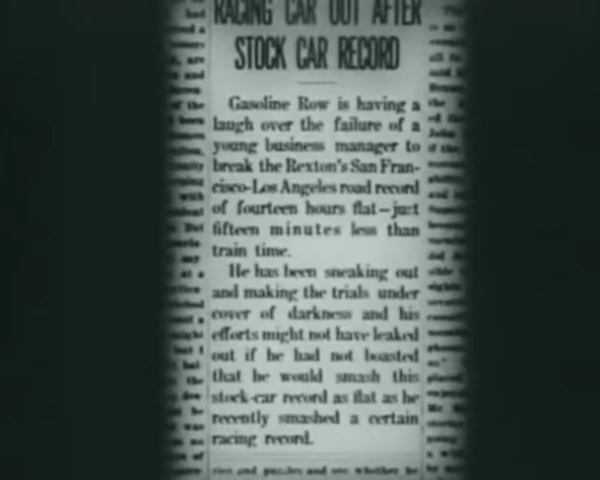 RACING CAR OUT AFTER
STOCK CAR RECORD
Gasoline Row is having a
laugh over the failure of a
young business manager to
break the Rexton's San Fran-
cisco-Los Angeles road record
of fourteen hours flat—just
fifteen minutes less than
train time.
He has been sneaking out
and making the trials under
cover of darkness and his
efforts might not have leaked
out if he had not boasted
that he would smash this
stock-car record as flat as he
recently smashed a certain
racing record.